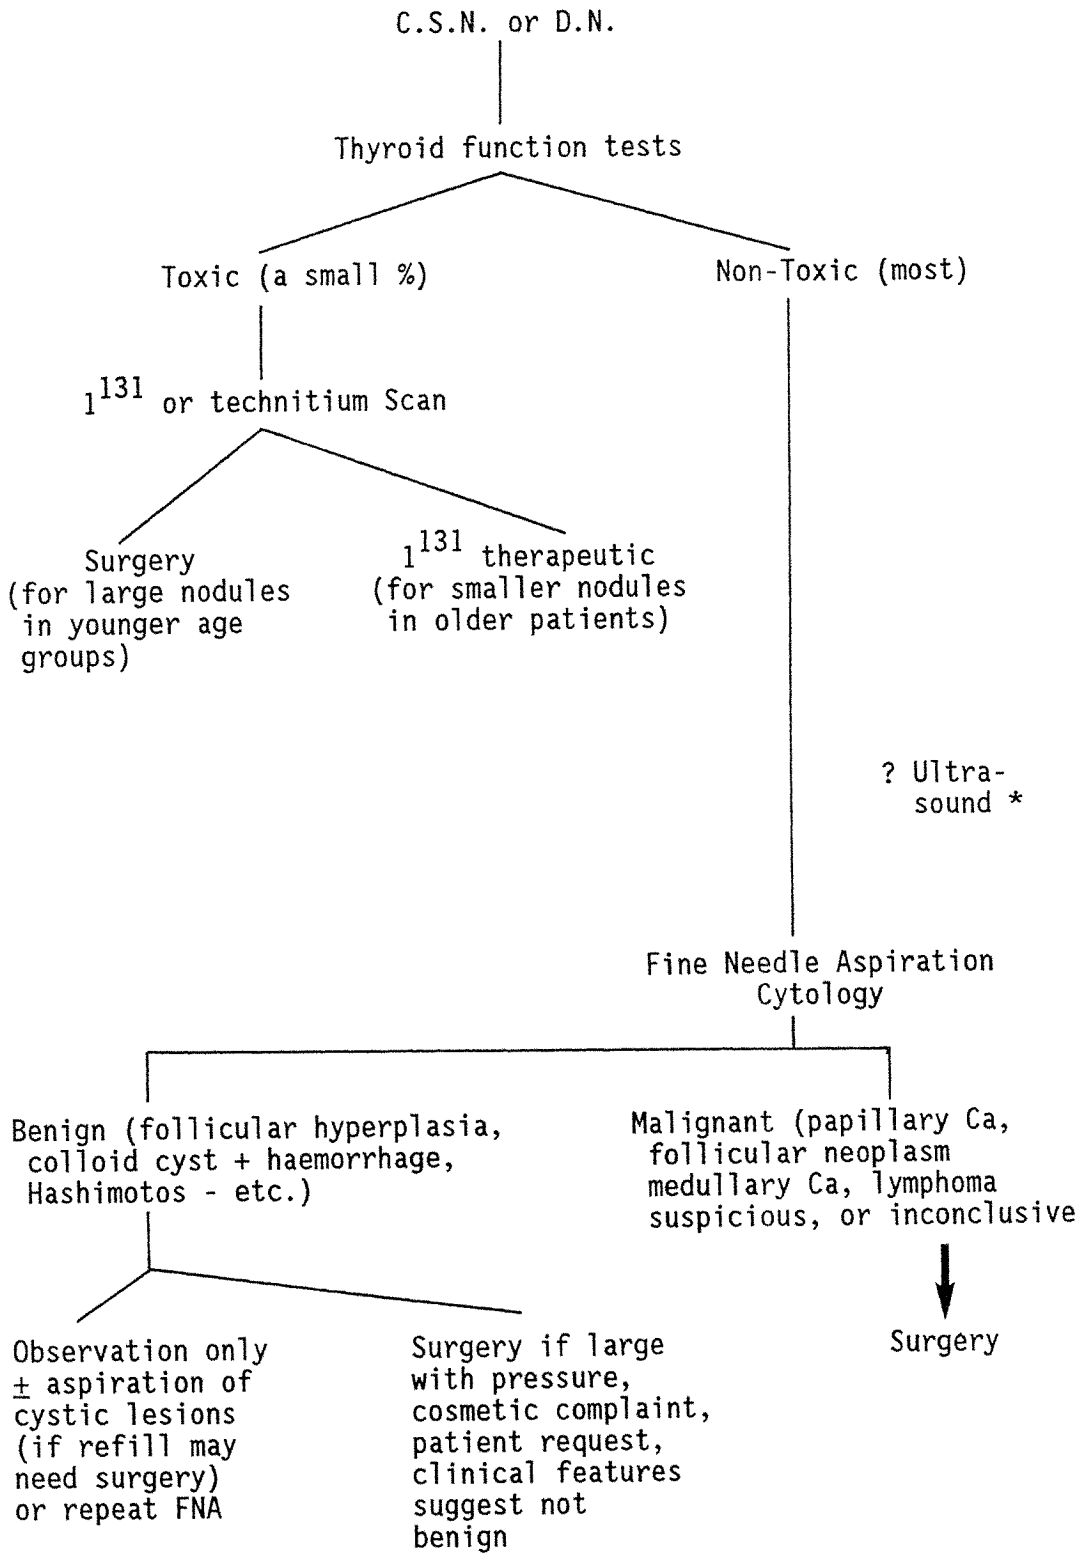 C.S.N. or D.N.
Thyroid function tests
Toxic (a small %)
Non-Toxic (most)
1^131 or technitium Scan
Surgery
(for large nodules
in younger age
groups)
1^131 therapeutic
(for smaller nodules
in older patients)
? Ultra-
sound *
Fine Needle Aspiration
Cytology
Benign (follicular hyperplasia,
colloid cyst + haemorrhage,
Hashimotos - etc.)
Malignant (papillary Ca,
follicular neoplasm
medullary Ca, lymphoma
suspicious, or inconclusive
Observation only
± aspiration of
cystic lesions
(if refill may
need surgery)
or repeat FNA
Surgery if large
with pressure,
cosmetic complaint,
patient request,
clinical features
suggest not
benign
Surgery